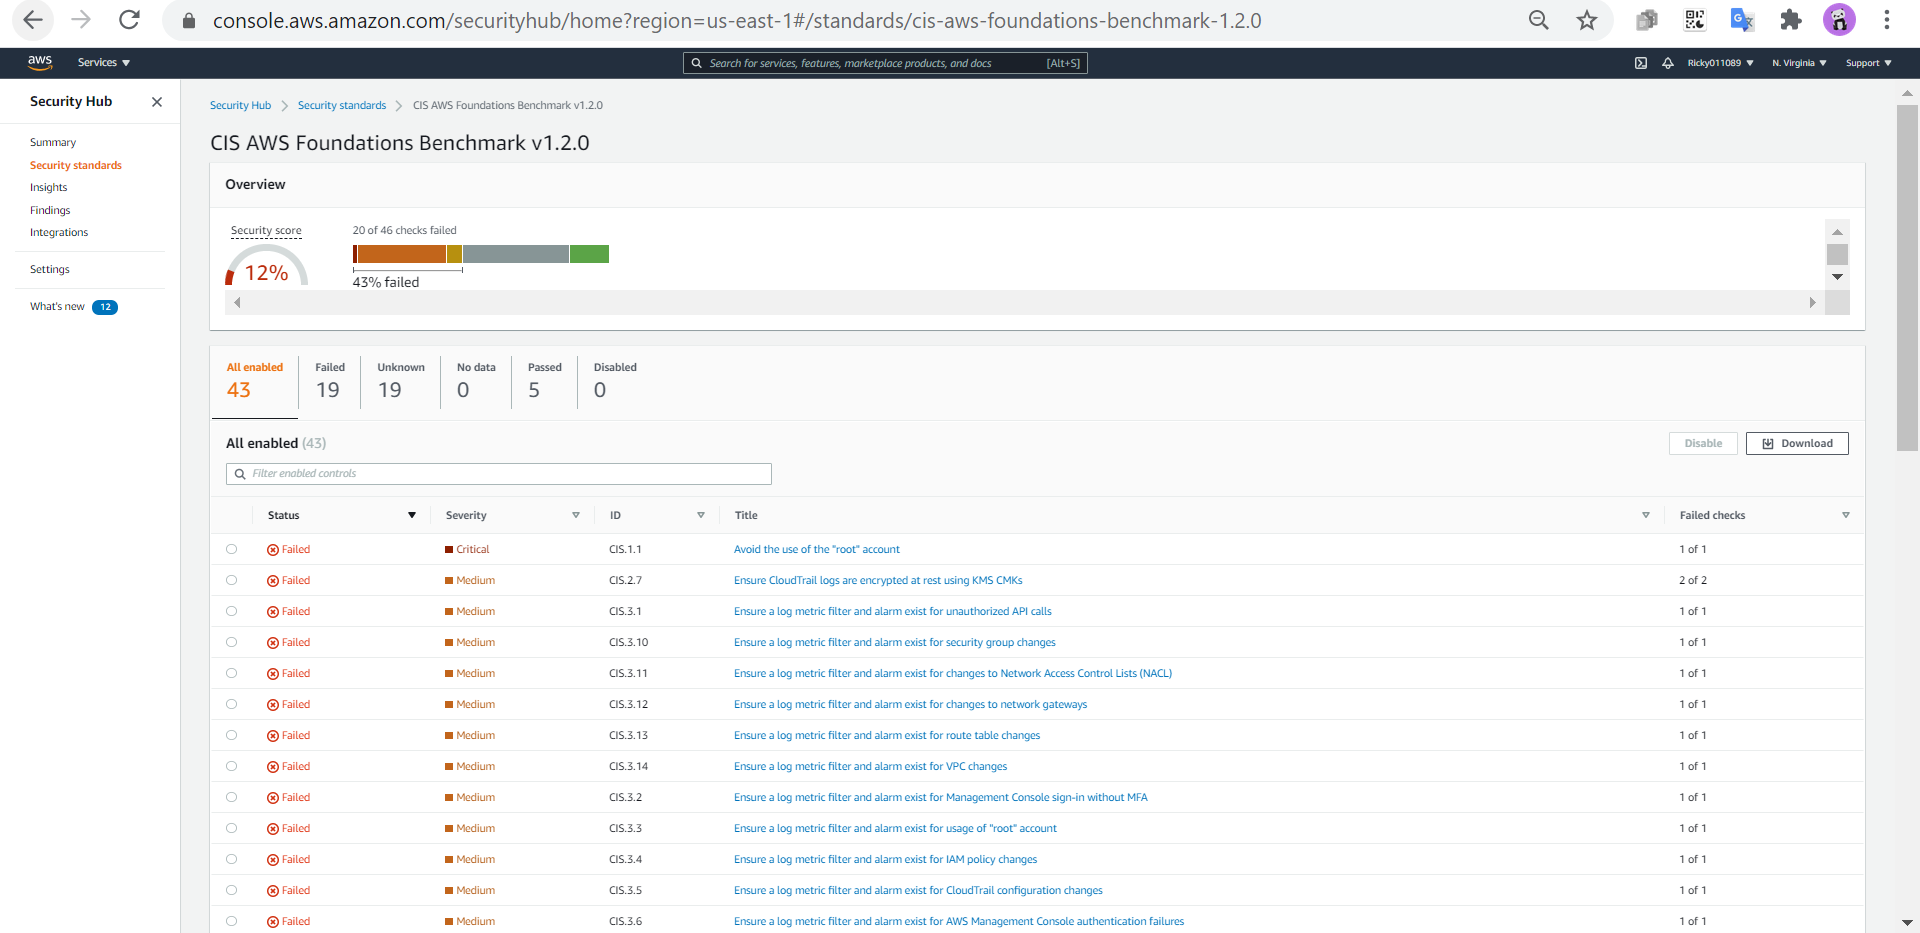 console.aws.amazon.com/securityhub/home?region=us-east-1#/standards/cis-aws-foundations-benchmark-1.2.0
aws Services Search for services, features, marketplace products, and docs [Alt+S] Ricky011089 N. Virginia Support
Security Hub
Summary
Security standards
Insights
Findings
Integrations
Settings
What's new 12
Security Hub Security standards CIS AWS Foundations Benchmark v1.2.0
CIS AWS Foundations Benchmark v1.2.0
Overview
Security score
12%
20 of 46 checks failed
43% failed
All enabled Failed Unknown No data Passed Disabled
43 19 19 0 5 0
All enabled (43) Disable Download
Filter enabled controls
Status Severity ID Title Failed checks
Failed Critical CIS.1.1 Avoid the use of the "root" account 1 of 1
Failed Medium CIS.2.7 Ensure CloudTrail logs are encrypted at rest using KMS CMKs 2 of 2
Failed Medium CIS.3.1 Ensure a log metric filter and alarm exist for unauthorized API calls 1 of 1
Failed Medium CIS.3.10 Ensure a log metric filter and alarm exist for security group changes 1 of 1
Failed Medium CIS.3.11 Ensure a log metric filter and alarm exist for changes to Network Access Control Lists (NACL) 1 of 1
Failed Medium CIS.3.12 Ensure a log metric filter and alarm exist for changes to network gateways 1 of 1
Failed Medium CIS.3.13 Ensure a log metric filter and alarm exist for route table changes 1 of 1
Failed Medium CIS.3.14 Ensure a log metric filter and alarm exist for VPC changes 1 of 1
Failed Medium CIS.3.2 Ensure a log metric filter and alarm exist for Management Console sign-in without MFA 1 of 1
Failed Medium CIS.3.3 Ensure a log metric filter and alarm exist for usage of "root" account 1 of 1
Failed Medium CIS.3.4 Ensure a log metric filter and alarm exist for IAM policy changes 1 of 1
Failed Medium CIS.3.5 Ensure a log metric filter and alarm exist for CloudTrail configuration changes 1 of 1
Failed Medium CIS.3.6 Ensure a log metric filter and alarm exist for AWS Management Console authentication failures 1 of 1